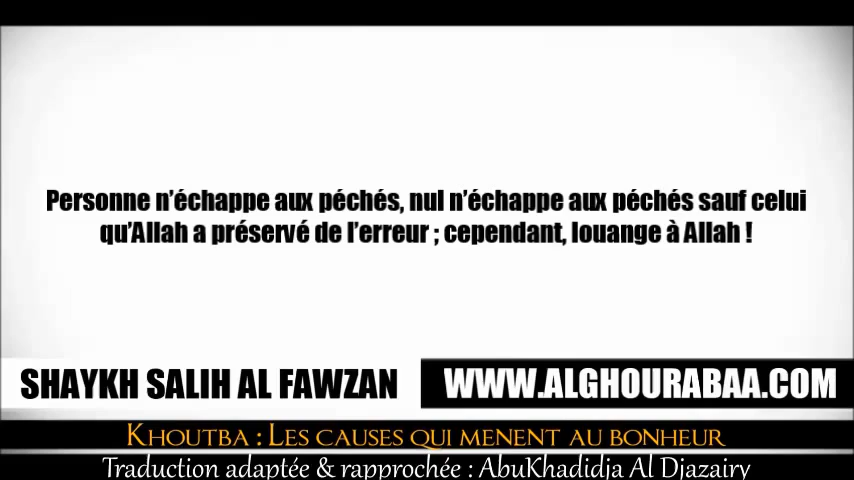 Personne n'échappe aux péchés, nul n'échappe aux péchés sauf celui
qu'Allah a préservé de l'erreur ; cependant, louange à Allah !
SHAYKH SALIH AL FAWZAN
WWW.ALGHOURABAA.COM
KHOUTBA : LES CAUSES QUI MENENT AU BONHEUR
Traduction adaptée & rapprochée : AbuKhadidja Al Djazairy